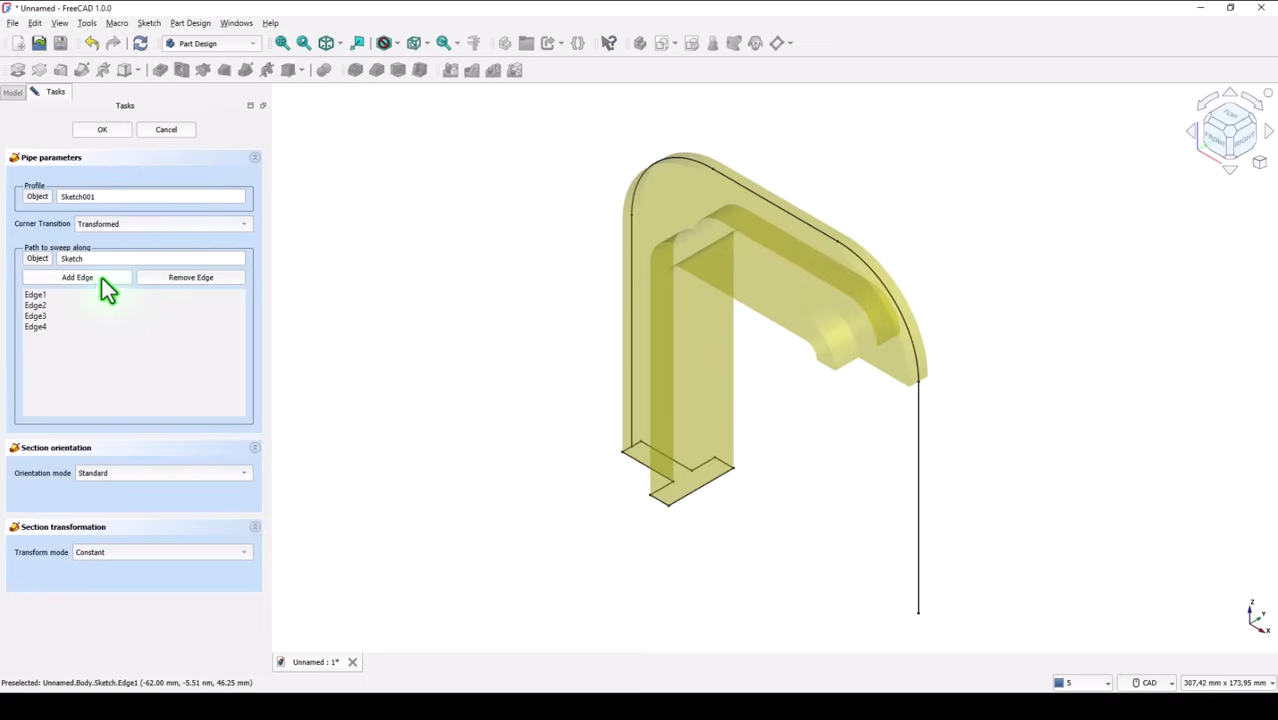 * Unnamed - FreeCAD 1.0.0
File Edit View Tools Macro Sketch Part Design Windows Help
Part Design
Model Tasks
Tasks
OK Cancel
Pipe parameters
Profile
Object Sketch001
Corner Transition Transformed
Path to sweep along
Object Sketch
Add Edge Remove Edge
Edge1
Edge2
Edge3
Edge4
Section orientation
Orientation mode Standard
Section transformation
Transform mode Constant
TOP
FRONT RIGHT
Z
Y
X
Unnamed : 1*
Preselected: Unnamed.Body.Sketch.Edge1 (-62.00 mm, -5.51 nm, 46.25 mm)
5 CAD 307,42 mm x 173,95 mm